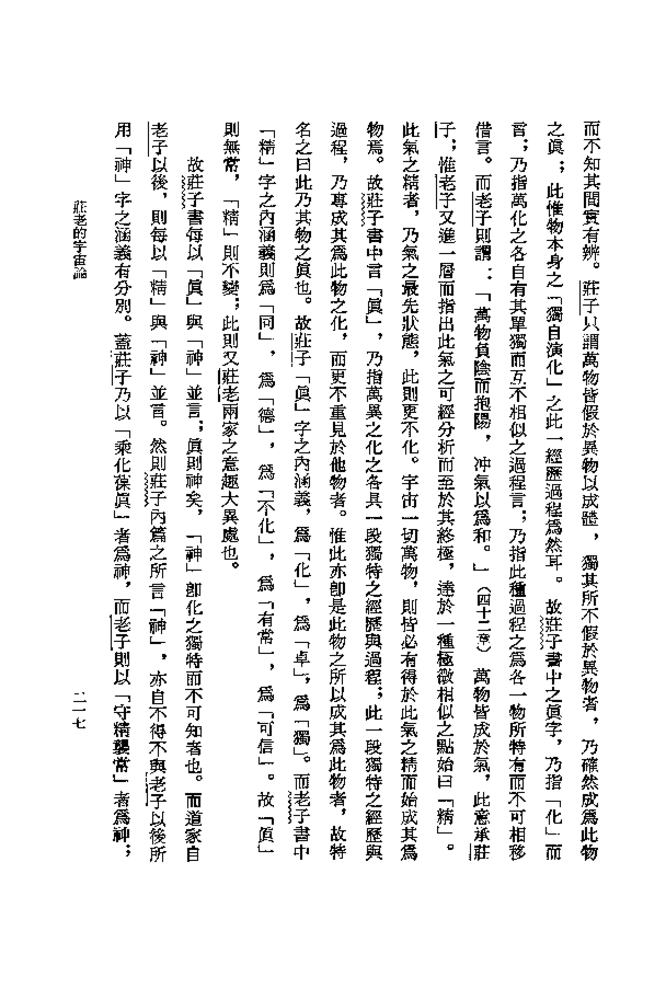 而不知其間實有辨。莊子只謂萬物皆假於異物以成體，獨其所不假於異物者，乃確然成爲此物
之眞；此惟物本身之「獨自演化」之此一經歷過程爲然耳。故莊子書中之眞字，乃指「化」而
言；乃指萬化之各自有其單獨而互不相似之過程言；乃指此種過程之爲各一物所特有而不可相移
借言。而老子則謂：「萬物負陰而抱陽，冲氣以爲和。」（四十二章）萬物皆成於氣，此意承莊
子；惟老子又進一層而指出此氣之可經分析而至於其終極，達於一種極微相似之點始曰「精」。
此氣之精者，乃氣之最先狀態，此則更不化。宇宙一切萬物，則皆必有得於此氣之精而始成其爲
物焉。故莊子書中言「眞」，乃指萬異之化之各具一段獨特之經歷與過程；此一段獨特之經歷與
過程，乃專成其爲此物之化，而更不重見於他物者。惟此亦卽是此物之所以成其爲此物者，故特
名之曰此乃其物之眞也。故莊子「眞」字之內涵義，爲「化」，爲「卓」，爲「獨」。而老子書中
「精」字之內涵義則爲「同」，爲「德」，爲「不化」，爲「有常」，爲「可信」。故「眞」
則無常，「精」則不變；此則又莊老兩家之意趣大異處也。
故莊子書每以「眞」與「神」並言；眞則神矣，「神」卽化之獨特而不可知者也。而道家自
老子以後，則每以「精」與「神」並言。然則莊子內篇之所言「神」，亦自不得不與老子以後所
用「神」字之涵義有分別。蓋莊子乃以「乘化葆眞」者爲神，而老子則以「守精襲常」者爲神；
莊老的宇宙論
二一七